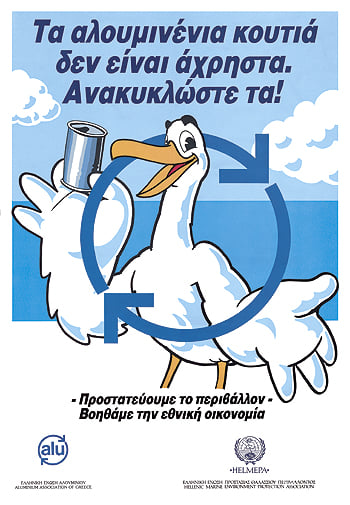 Τα αλουμινένια κουτιά
δεν είναι άχρηστα.
Ανακυκλώστε τα!
- Προστατεύουμε το περιβάλλον -
Βοηθάμε την εθνική οικονομία
alu
ΕΛΛΗΝΙΚΗ ΕΝΩΣΗ ΑΛΟΥΜΙΝΙΟΥ
ALUMINIUM ASSOCIATION OF GREECE
•HELMEPA•
ΕΛΛΗΝΙΚΗ ΕΝΩΣΗ ΠΡΟΣΤΑΣΙΑΣ ΘΑΛΑΣΣΙΟΥ ΠΕΡΙΒΑΛΛΟΝΤΟΣ
HELLENIC MARINE ENVIRONMENT PROTECTION ASSOCIATION